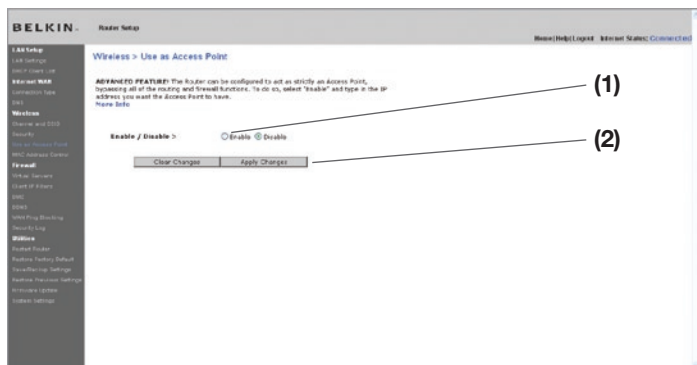 BELKIN.
Router Setup
Home|Help|Logout Internet Status: Connected
LAN Setup
LAN Settings
DHCP Client List
Internet WAN
Connection Type
DNS
Wireless
Channel and SSID
Security
Use as Access Point
MAC Address Control
Firewall
Virtual Servers
Client IP Filters
DMZ
DDNS
WAN Ping Blocking
Security Log
Utilities
Restart Router
Restore Factory Default
Save/Backup Settings
Restore Previous Settings
Firmware Update
System Settings
Wireless > Use as Access Point
ADVANCED FEATURE! The Router can be configured to act as strictly an Access Point,
bypassing all of the routing and firewall functions. To do so, select "Enable" and type in the IP
address you want the Access Point to have.
More Info
Enable / Disable > Enable Disable
Clear Changes Apply Changes
(1)
(2)